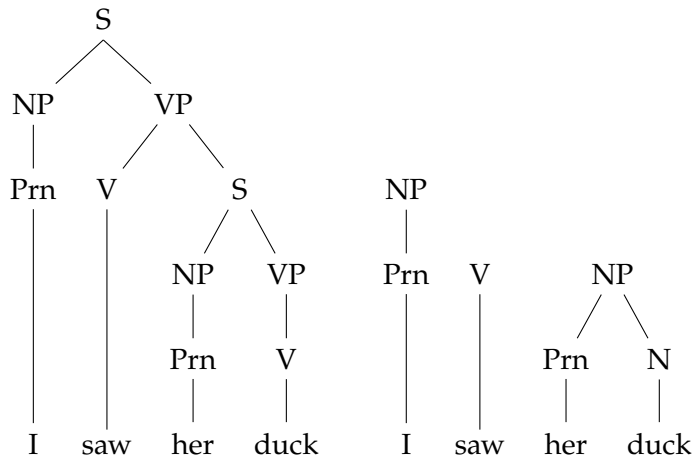 S
NP VP
Prn V S NP
NP VP Prn V NP
Prn V Prn N
I saw her duck I saw her duck